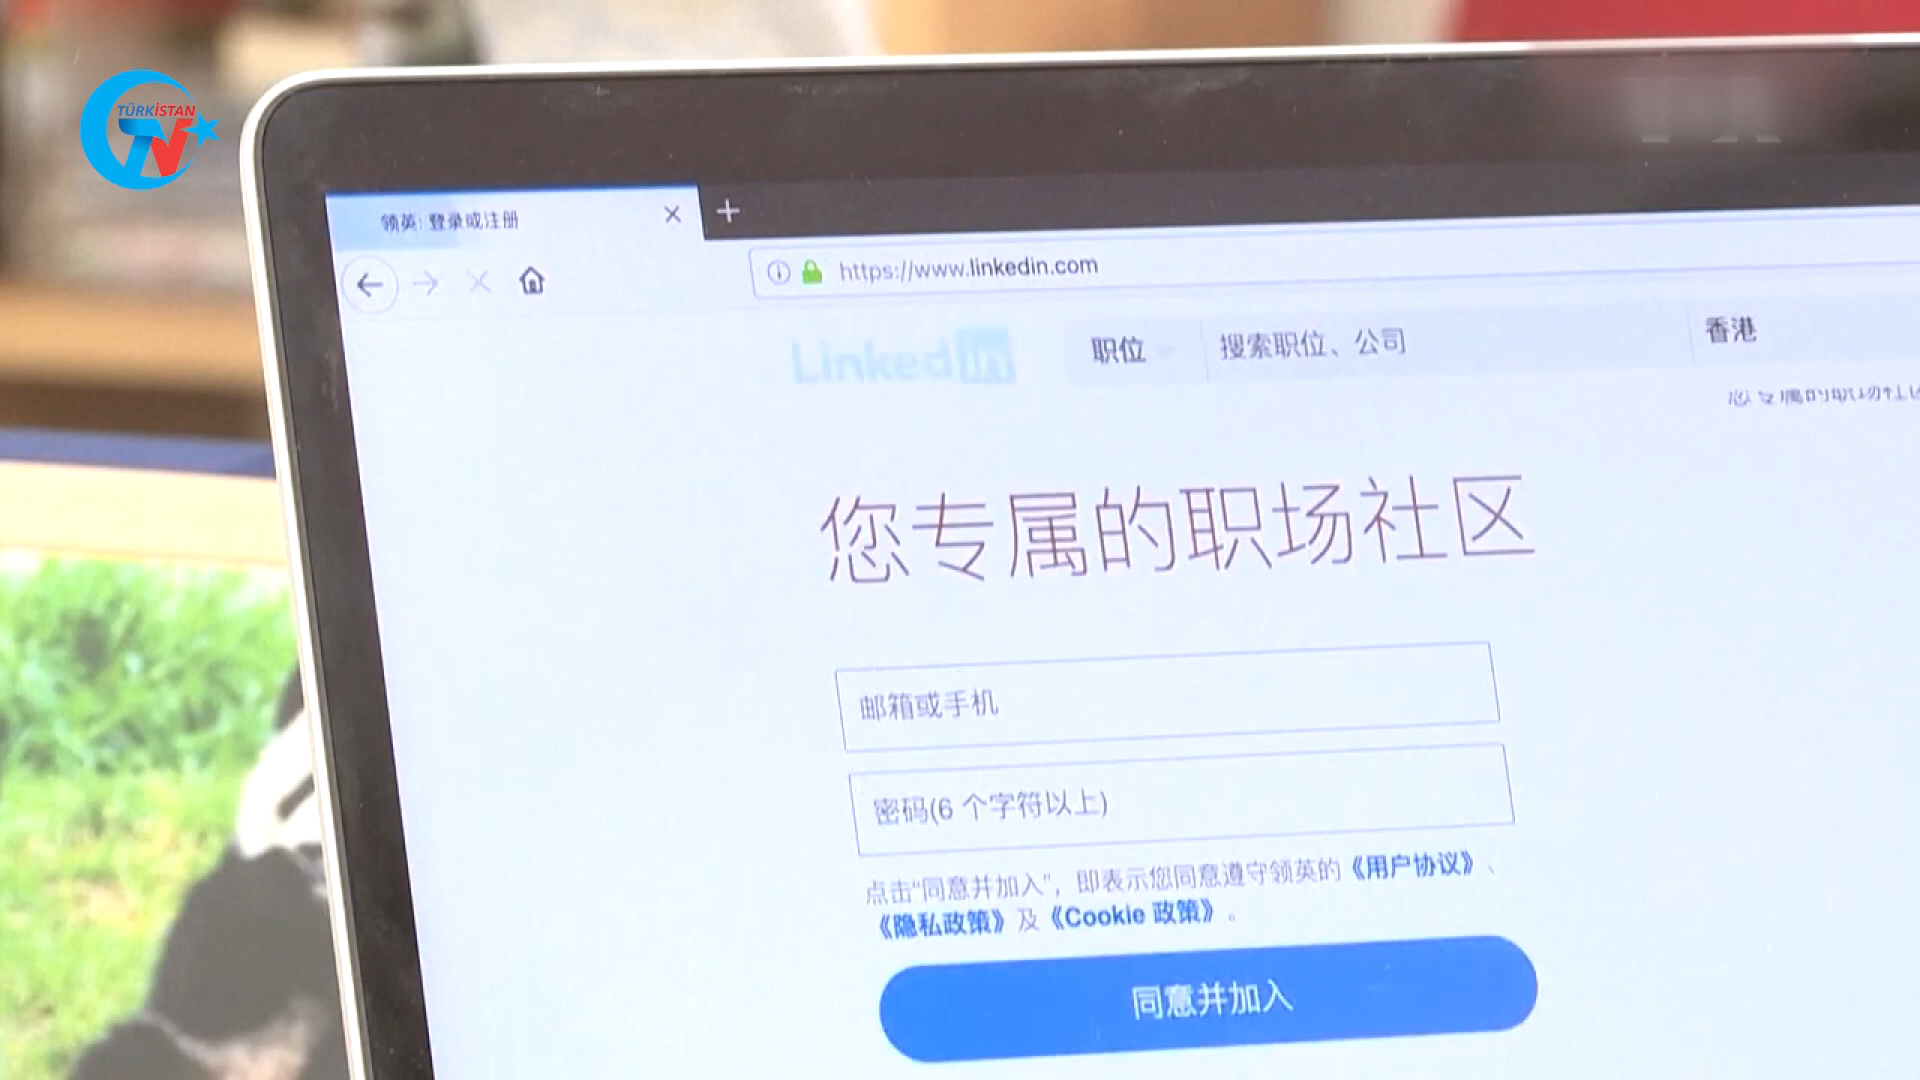 TÜRKİSTAN
TV
领英: 登录或注册
https://www.linkedin.com
Linkedin
职位
搜索职位、公司
香港
您专属的职场社区
邮箱或手机
密码(6 个字符以上)
点击“同意并加入”，即表示您同意遵守领英的《用户协议》、
《隐私政策》及《Cookie 政策》。
同意并加入